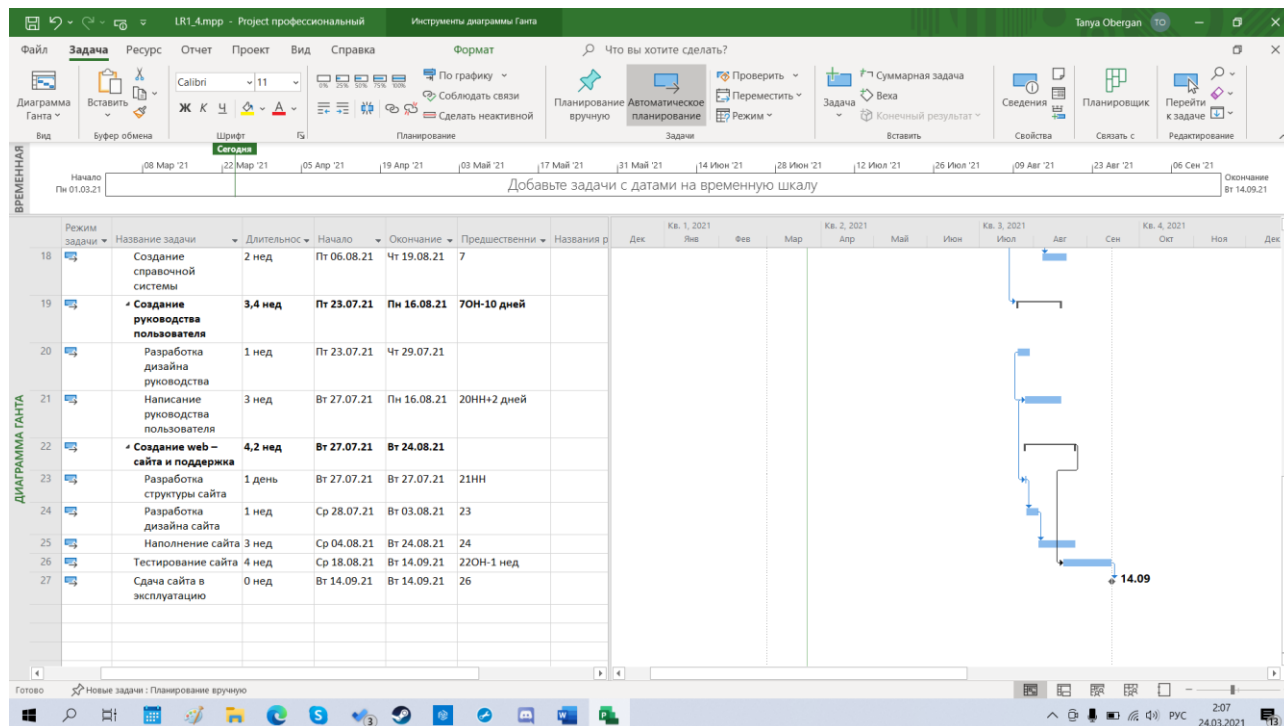 LR1_4.mpp - Project профессиональный
Инструменты диаграммы Ганта
Tanya Obergan
TO
Файл Задача Ресурс Отчет Проект Вид Справка Формат Что вы хотите сделать?
Диаграмма Ганта
Вид
Вставить
Буфер обмена
Calibri 11
Ж К Ч А
Шрифт
0% 25% 50% 75% 100%
По графику
Соблюдать связи
Сделать неактивной
Планирование
Планирование вручную
Автоматическое планирование
Проверить
Переместить
Режим
Задачи
Задача
Суммарная задача
Веха
Конечный результат
Вставить
Сведения
Свойства
Планировщик
Связать с
Перейти к задаче
Редактирование
ВРЕМЕННАЯ
Сегодня
08 Мар '21 22 Мар '21 05 Апр '21 19 Апр '21 03 Май '21 17 Май '21 31 Май '21 14 Июн '21 28 Июн '21 12 Июл '21 26 Июл '21 09 Авг '21 23 Авг '21 06 Сен '21
Начало
Пн 01.03.21
Добавьте задачи с датами на временную шкалу
Окончание
Вт 14.09.21
ДИАГРАММА ГАНТА
Режим задачи Название задачи Длительнос Начало Окончание Предшественни Названия р
Кв. 1, 2021 Кв. 2, 2021 Кв. 3, 2021 Кв. 4, 2021
Дек Янв Фев Мар Апр Май Июн Июл Авг Сен Окт Ноя Дек
18 Создание справочной системы 2 нед Пт 06.08.21 Чт 19.08.21 7
19 Создание руководства пользователя 3,4 нед Пт 23.07.21 Пн 16.08.21 7ОН-10 дней
20 Разработка дизайна руководства 1 нед Пт 23.07.21 Чт 29.07.21
21 Написание руководства пользователя 3 нед Вт 27.07.21 Пн 16.08.21 20НН+2 дней
22 Создание web – сайта и поддержка 4,2 нед Вт 27.07.21 Вт 24.08.21
23 Разработка структуры сайта 1 день Вт 27.07.21 Вт 27.07.21 21НН
24 Разработка дизайна сайта 1 нед Ср 28.07.21 Вт 03.08.21 23
25 Наполнение сайта 3 нед Ср 04.08.21 Вт 24.08.21 24
26 Тестирование сайта 4 нед Ср 18.08.21 Вт 14.09.21 22ОН-1 нед
27 Сдача сайта в эксплуатацию 0 нед Вт 14.09.21 Вт 14.09.21 26
14.09
Готово Новые задачи : Планирование вручную
РУС
2:07
24.03.2021